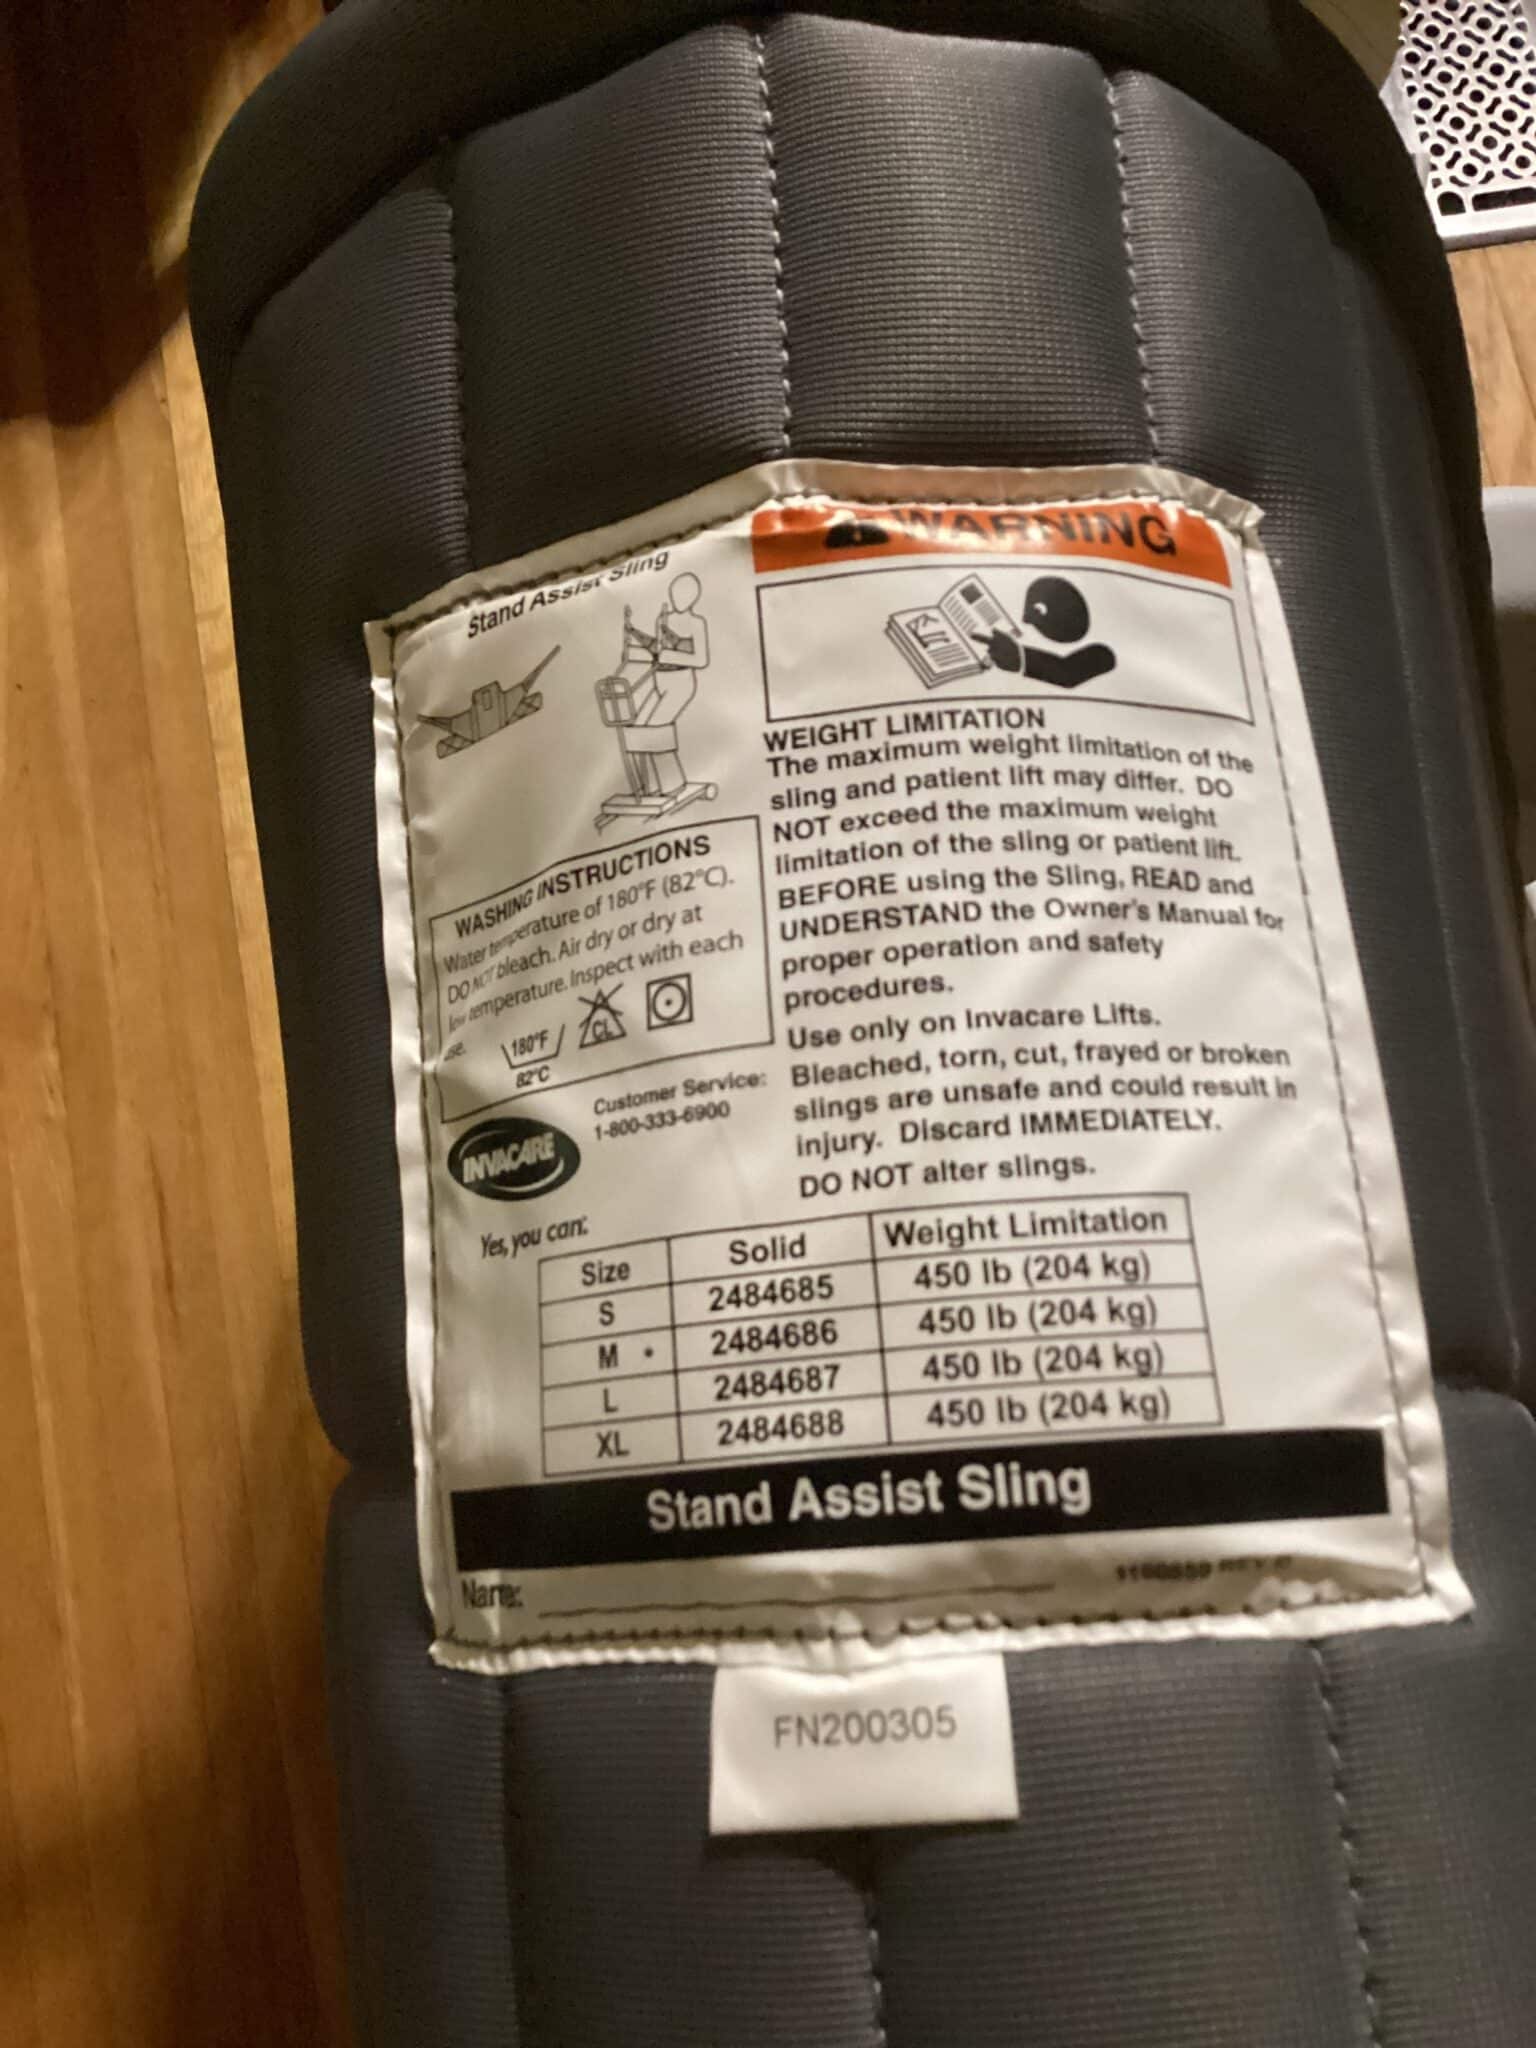 Stand Assist Sling
WASHING INSTRUCTIONS
Water temperature of 180°F (82°C).
DO NOT bleach. Air dry or dry at
low temperature. Inspect with each
use.
180°F
82°C
CL
INVACARE
Yes, you can.
Customer Service:
1-800-333-6900
WARNING
WEIGHT LIMITATION
The maximum weight limitation of the
sling and patient lift may differ. DO
NOT exceed the maximum weight
limitation of the sling or patient lift.
BEFORE using the Sling, READ and
UNDERSTAND the Owner's Manual for
proper operation and safety
procedures.
Use only on Invacare Lifts.
Bleached, torn, cut, frayed or broken
slings are unsafe and could result in
injury. Discard IMMEDIATELY.
DO NOT alter slings.
Size Solid Weight Limitation
S 2484685 450 lb (204 kg)
M • 2484686 450 lb (204 kg)
L 2484687 450 lb (204 kg)
XL 2484688 450 lb (204 kg)
Stand Assist Sling
Name:
FN200305